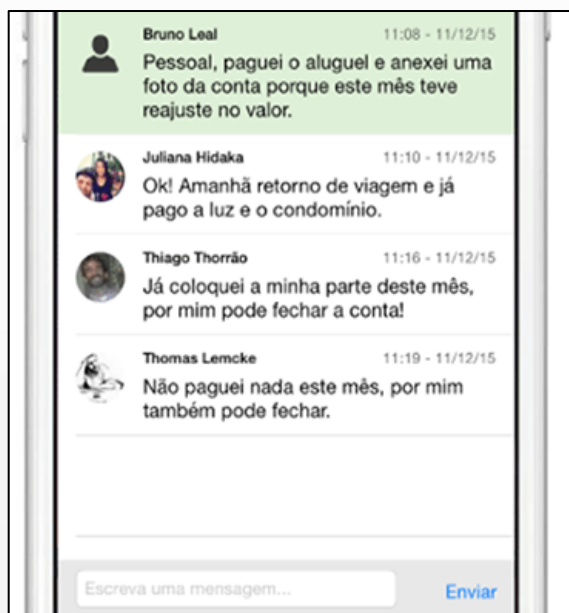 Bruno Leal 11:08 - 11/12/15
Pessoal, paguei o aluguel e anexei uma
foto da conta porque este mês teve
reajuste no valor.
Juliana Hidaka 11:10 - 11/12/15
Ok! Amanhã retorno de viagem e já
pago a luz e o condomínio.
Thiago Thorrão 11:16 - 11/12/15
Já coloquei a minha parte deste mês,
por mim pode fechar a conta!
Thomas Lemcke 11:19 - 11/12/15
Não paguei nada este mês, por mim
também pode fechar.
Escreva uma mensagem... Enviar